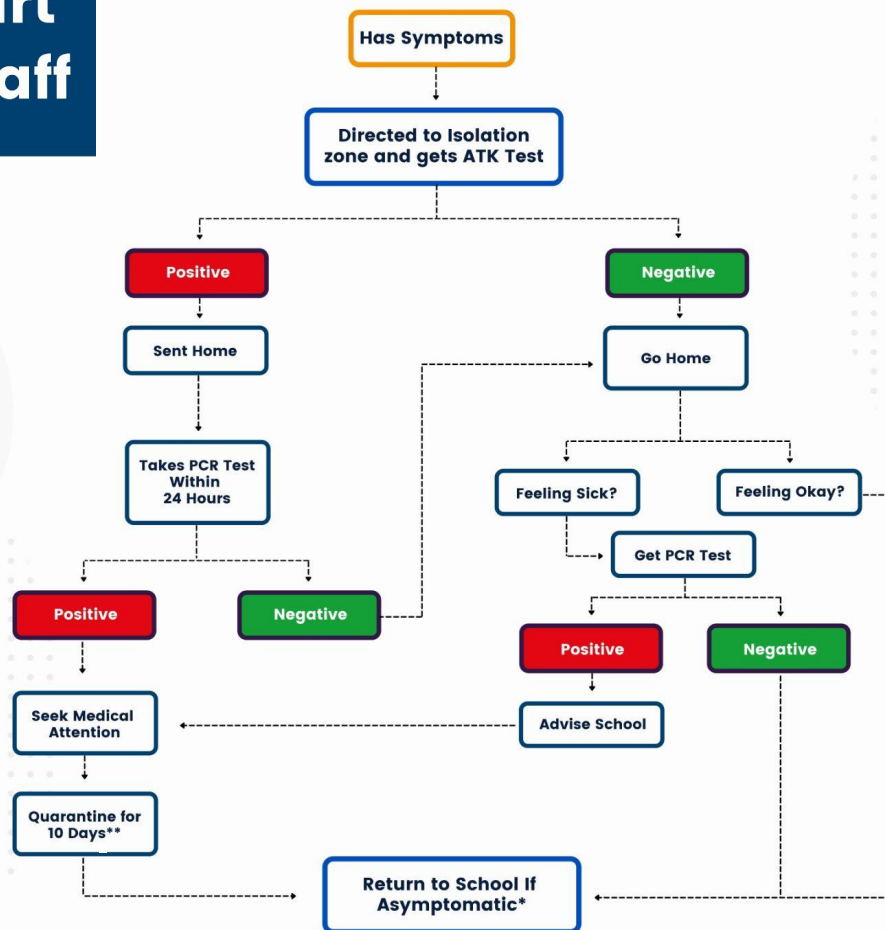 Has Symptoms
Directed to Isolation
zone and gets ATK Test
Positive
Negative
Sent Home
Go Home
Takes PCR Test
Within
24 Hours
Feeling Sick?
Feeling Okay?
Get PCR Test
Positive
Negative
Positive
Negative
Seek Medical
Attention
Advise School
Quarantine for
10 Days**
Return to School If
Asymptomatic*